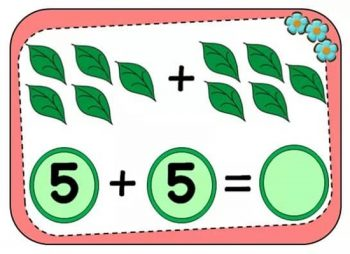 +
5 + 5 =